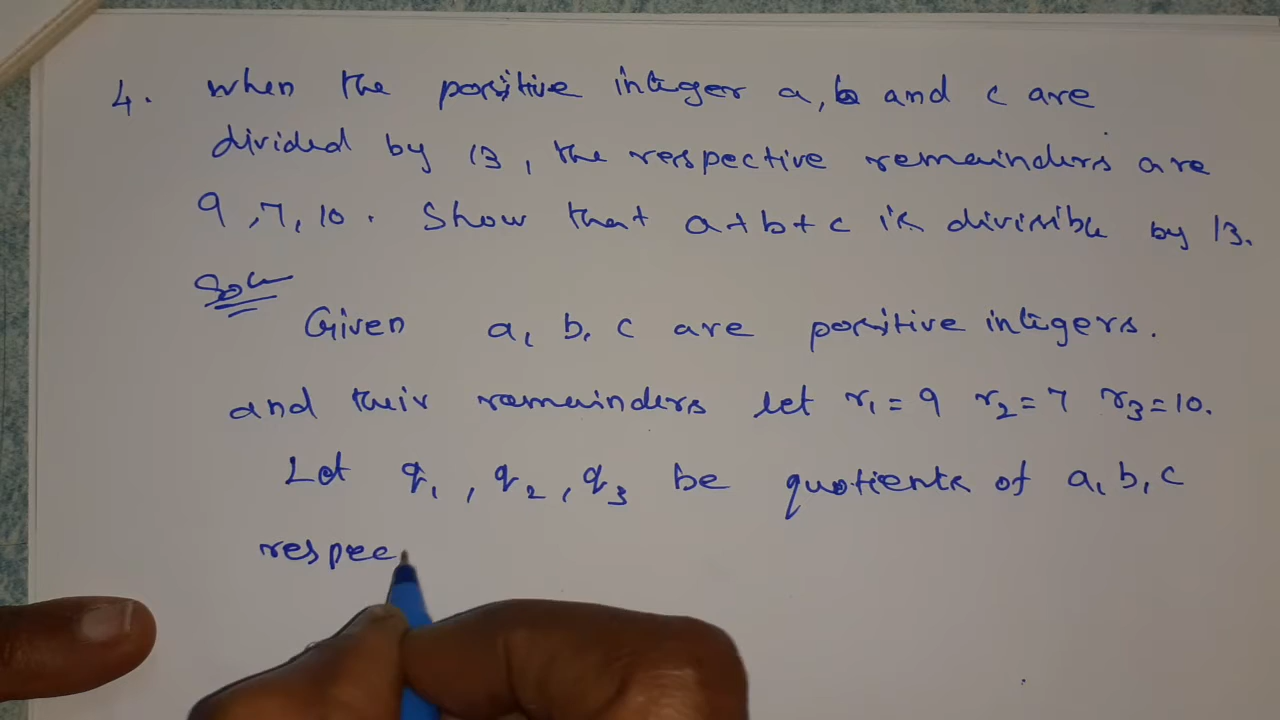 4. When the positive integer a, b and c are
divided by 13, the respective remainders are
9, 7, 10. Show that a+b+c is divisible by 13.
Soln
Given a, b, c are positive integers.
and their remainders let r₁ = 9 r₂ = 7 r₃ = 10.
Let q₁, q₂, q₃ be quotients of a, b, c
respec